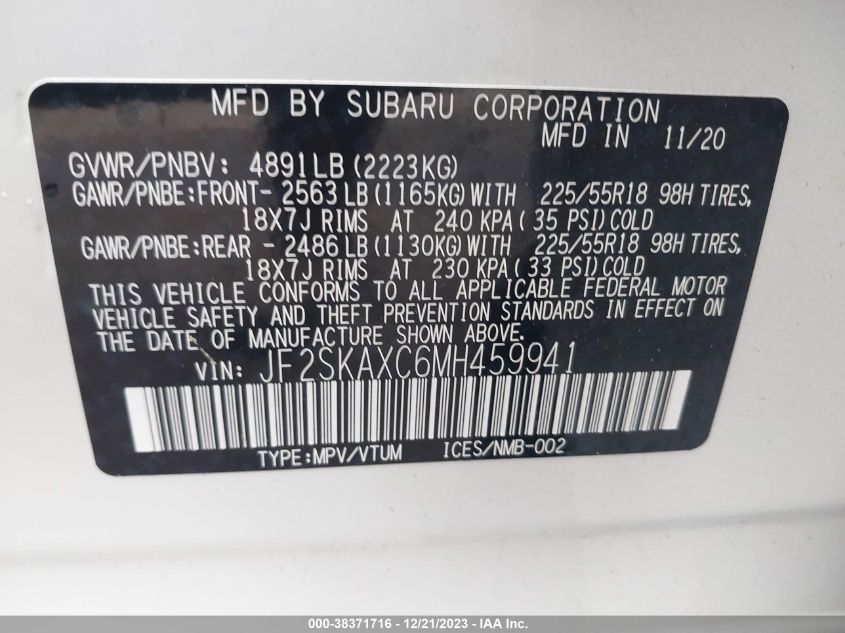 MFD BY SUBARU CORPORATION
MFD IN 11/20
GVWR/PNBV: 4891LB(2223KG)
GAWR/PNBE:FRONT- 2563LB(1165KG)WITH 225/55R18 98H TIRES,
18X7J RIMS AT 240 KPA(35 PSI)COLD
GAWR/PNBE:REAR - 2486LB(1130KG)WITH 225/55R18 98H TIRES,
18X7J RIMS AT 230 KPA(33 PSI)COLD
THIS VEHICLE CONFORMS TO ALL APPLICABLE FEDERAL MOTOR
VEHICLE SAFETY AND THEFT PREVENTION STANDARDS IN EFFECT ON
THE DATE OF MANUFACTURE SHOWN ABOVE.
VIN: JF2SKAXC6MH459941
TYPE:MPV/VTUM ICES/NMB-002
000-38371716 - 12/21/2023 - IAA Inc.